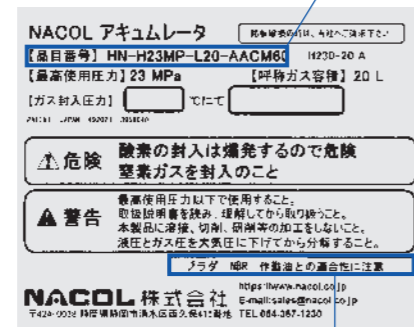 NACOL アキュムレータ
【品目番号】HN-H23MP-L20-AACM60 H230-20 A
【最高使用圧力】23 MPa 【呼称ガス容積】20 L
【ガス封入圧力】 ℃にて
危険 酸素の封入は爆発するので危険
窒素ガスを封入のこと
警告 最高使用圧力以下で使用すること。
取扱説明書を読み、理解してから取り扱うこと。
本製品に溶接、切削、研削等の加工をしないこと。
液圧とガス圧を大気圧に下げてから分解すること。
ブラダ NBR 作動油との適合性に注意
NACOL 株式会社 https://www.nacol.co.jp
E-mail:sales@nacol.co.jp